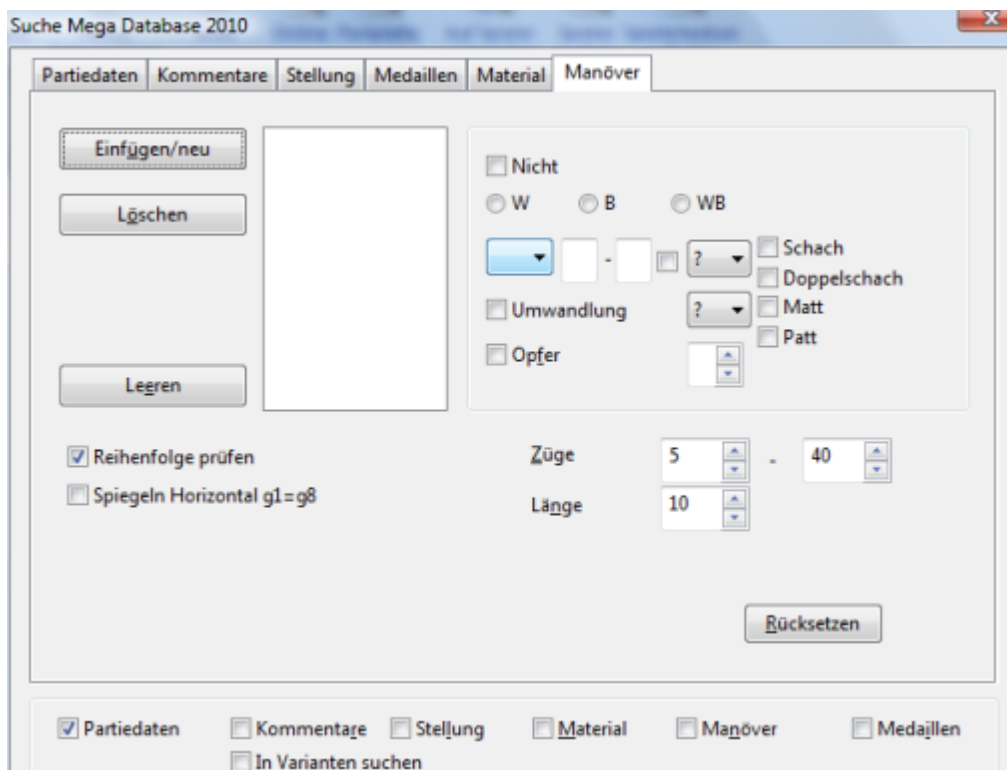 Suche Mega Database 2010
Partiedaten Kommentare Stellung Medaillen Material Manöver
Einfügen/neu
Löschen
Leeren
Nicht
W B WB
- ? Schach
Doppelschach
Umwandlung ? Matt
Patt
Opfer
Reihenfolge prüfen
Spiegeln Horizontal g1=g8
Züge 5 - 40
Länge 10
Rücksetzen
Partiedaten Kommentare Stellung Material Manöver Medaillen
In Varianten suchen